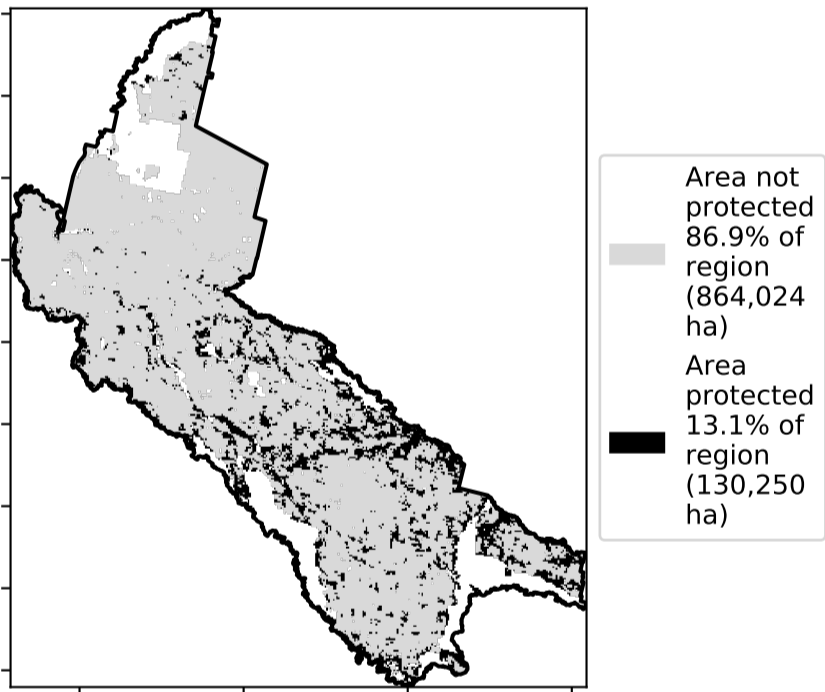 Area not
protected
86.9% of
region
(864,024
ha)
Area
protected
13.1% of
region
(130,250
ha)